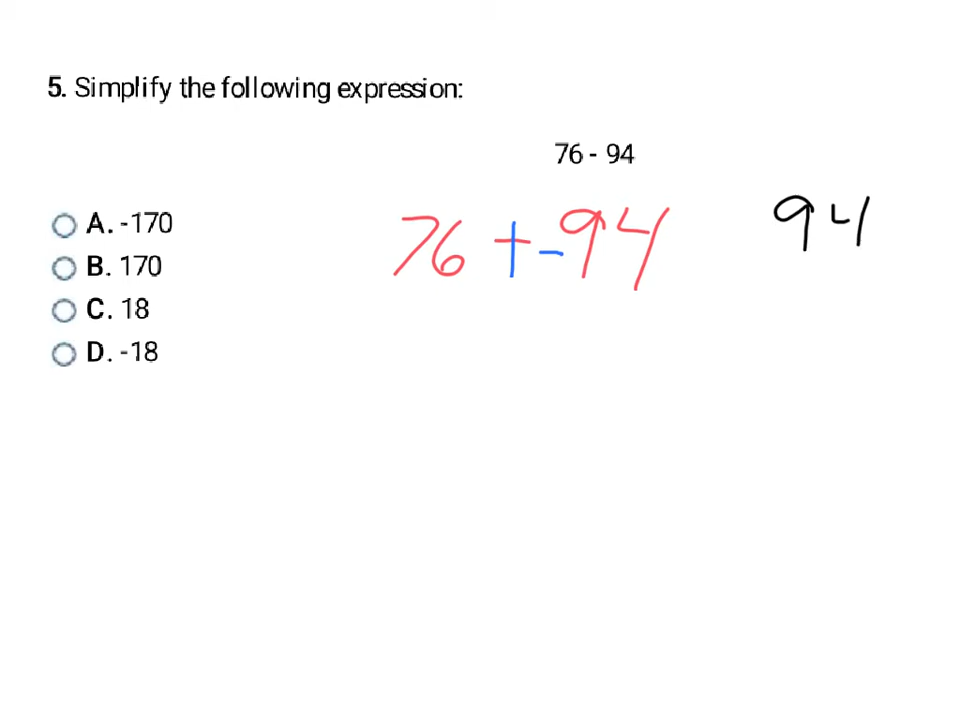 5. Simplify the following expression:
76 - 94
A. -170
B. 170
C. 18
D. -18
76 + -94
94